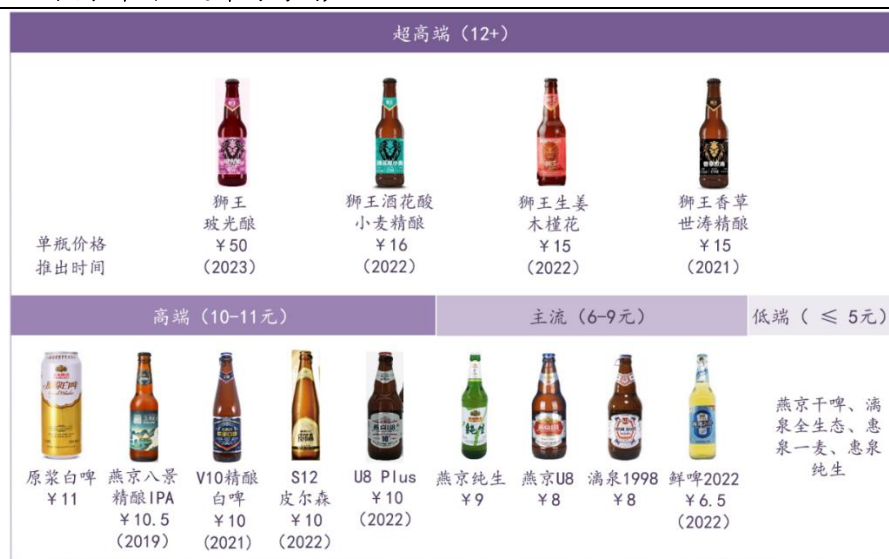 超高端（12+）
单瓶价格
推出时间
狮王
玻光酿
￥50
（2023）
狮王酒花酸
小麦精酿
￥16
（2022）
狮王生姜
木槿花
￥15
（2022）
狮王香草
世涛精酿
￥15
（2021）
高端（10-11元）
主流（6-9元）
低端（ ≤ 5元）
原浆白啤
￥11
燕京八景
精酿IPA
￥10.5
（2019）
V10精酿
白啤
￥10
（2021）
S12
皮尔森
￥10
（2022）
U8 Plus
￥10
（2022）
燕京纯生
￥9
燕京U8
￥8
漓泉1998
￥8
鲜啤2022
￥6.5
（2022）
燕京干啤、漓
泉全生态、惠
泉一麦、惠泉
纯生